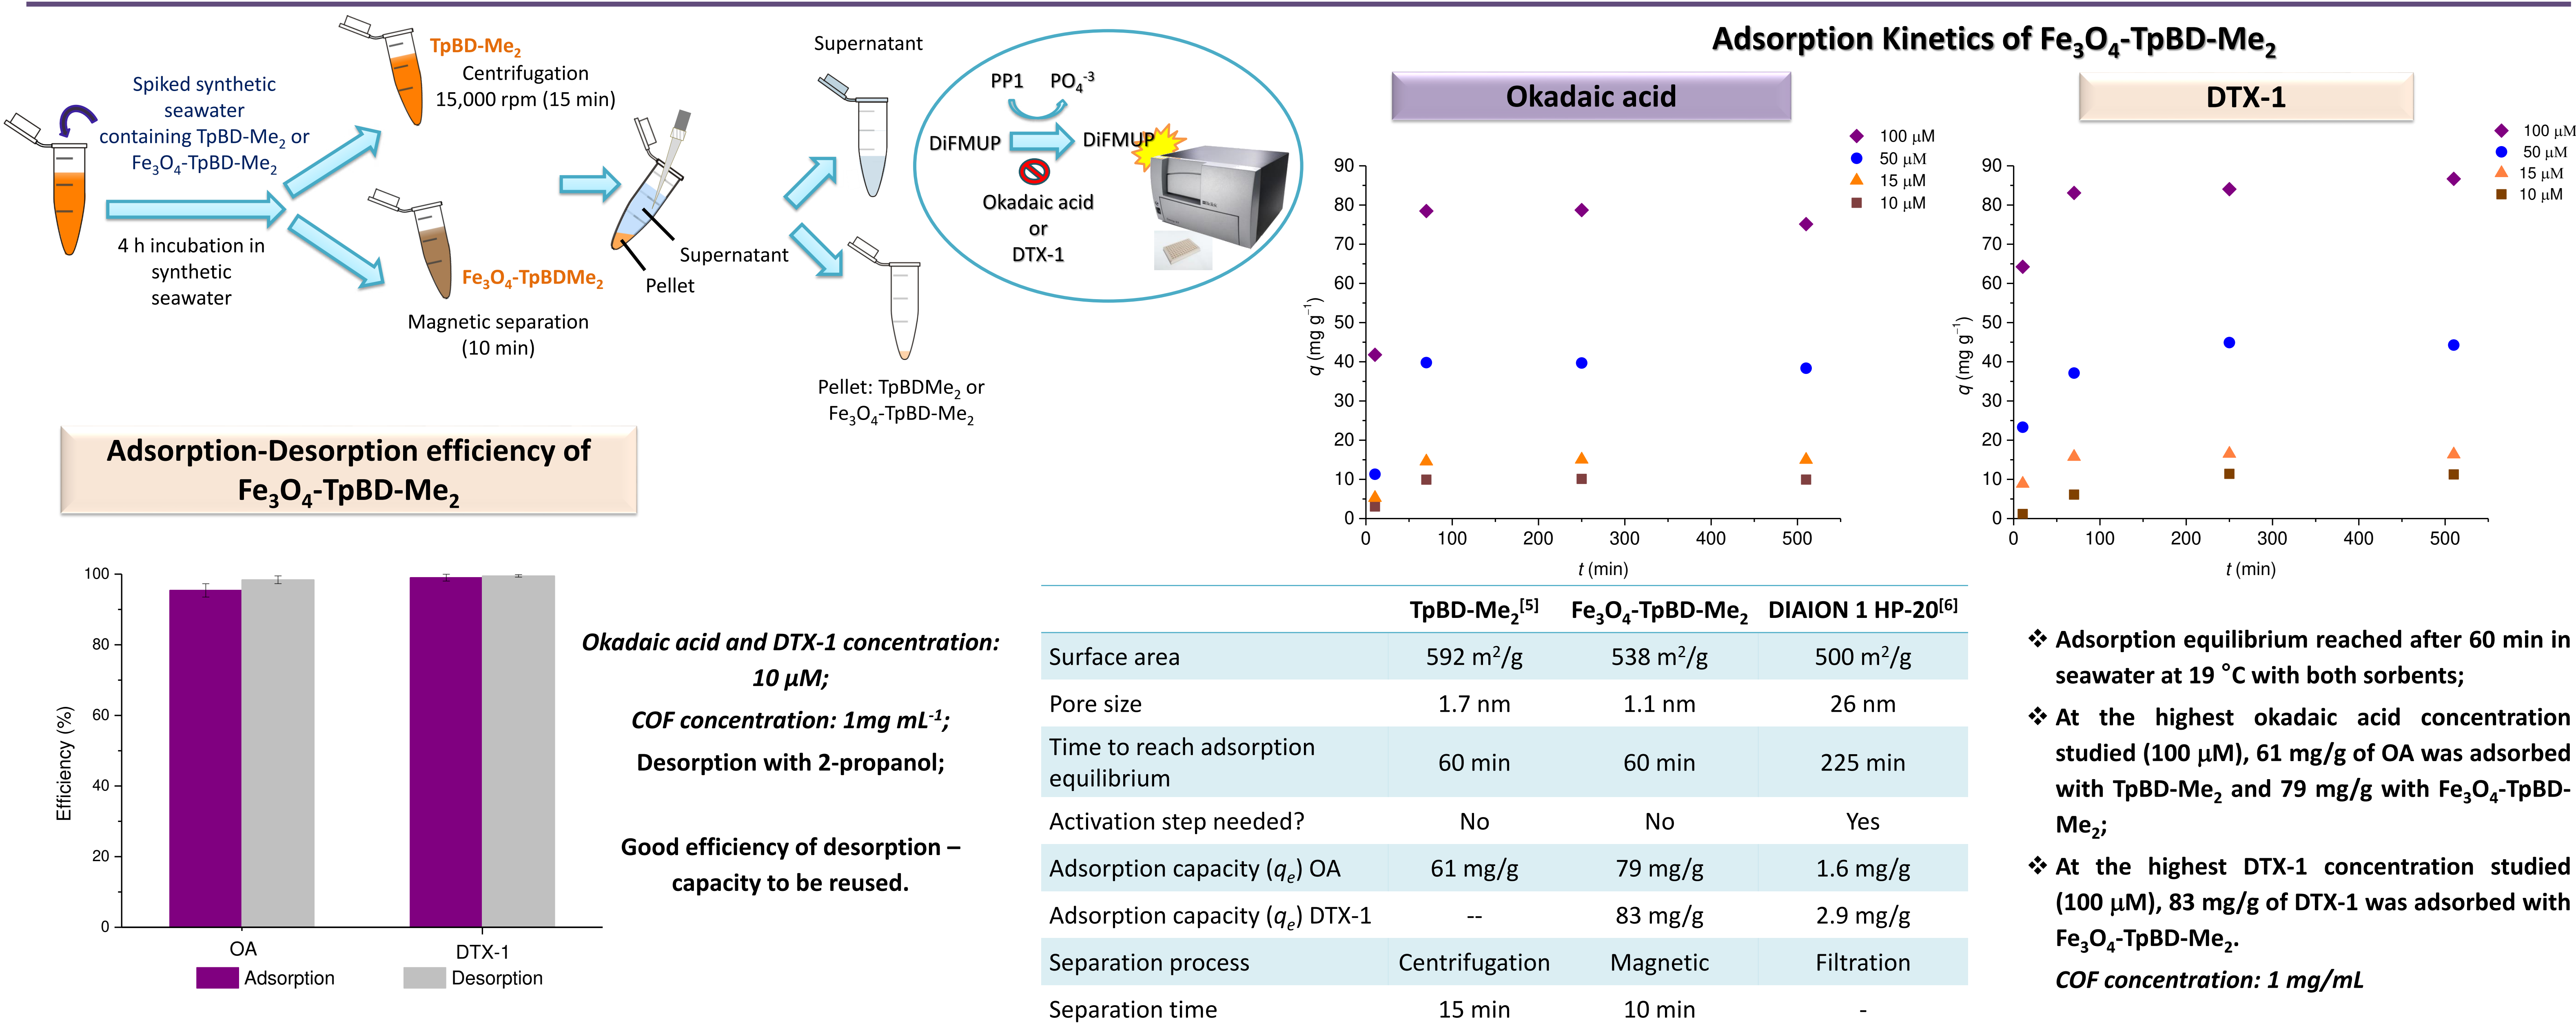 TpBD-Me2
Centrifugation
15,000 rpm (15 min)
Spiked synthetic
seawater
containing TpBD-Me2 or
Fe3O4-TpBD-Me2
4 h incubation in
synthetic
seawater
Fe3O4-TpBDMe2
Magnetic separation
(10 min)
Supernatant
Pellet
Supernatant
Pellet: TpBDMe2 or
Fe3O4-TpBD-Me2
PP1
PO4-3
DiFMUP
DiFMUP
Okadaic acid
or
DTX-1
Adsorption Kinetics of Fe3O4-TpBD-Me2
Okadaic acid
100 µM
50 µM
15 µM
10 µM
90
80
70
60
50
40
30
20
10
0
q (mg g−1)
0 100 200 300 400 500
t (min)
DTX-1
100 µM
50 µM
15 µM
10 µM
90
80
70
60
50
40
30
20
10
0
q (mg g−1)
0 100 200 300 400 500
t (min)
Adsorption-Desorption efficiency of
Fe3O4-TpBD-Me2
100
80
60
40
20
0
Efficiency (%)
OA DTX-1
Adsorption Desorption
Okadaic acid and DTX-1 concentration:
10 µM;
COF concentration: 1mg mL-1;
Desorption with 2-propanol;
Good efficiency of desorption –
capacity to be reused.
TpBD-Me2[5] Fe3O4-TpBD-Me2 DIAION 1 HP-20[6]
Surface area 592 m2/g 538 m2/g 500 m2/g
Pore size 1.7 nm 1.1 nm 26 nm
Time to reach adsorption
equilibrium 60 min 60 min 225 min
Activation step needed? No No Yes
Adsorption capacity (qe) OA 61 mg/g 79 mg/g 1.6 mg/g
Adsorption capacity (qe) DTX-1 -- 83 mg/g 2.9 mg/g
Separation process Centrifugation Magnetic Filtration
Separation time 15 min 10 min -
❖ Adsorption equilibrium reached after 60 min in
seawater at 19 °C with both sorbents;
❖ At the highest okadaic acid concentration
studied (100 µM), 61 mg/g of OA was adsorbed
with TpBD-Me2 and 79 mg/g with Fe3O4-TpBD-
Me2;
❖ At the highest DTX-1 concentration studied
(100 µM), 83 mg/g of DTX-1 was adsorbed with
Fe3O4-TpBD-Me2.
COF concentration: 1 mg/mL